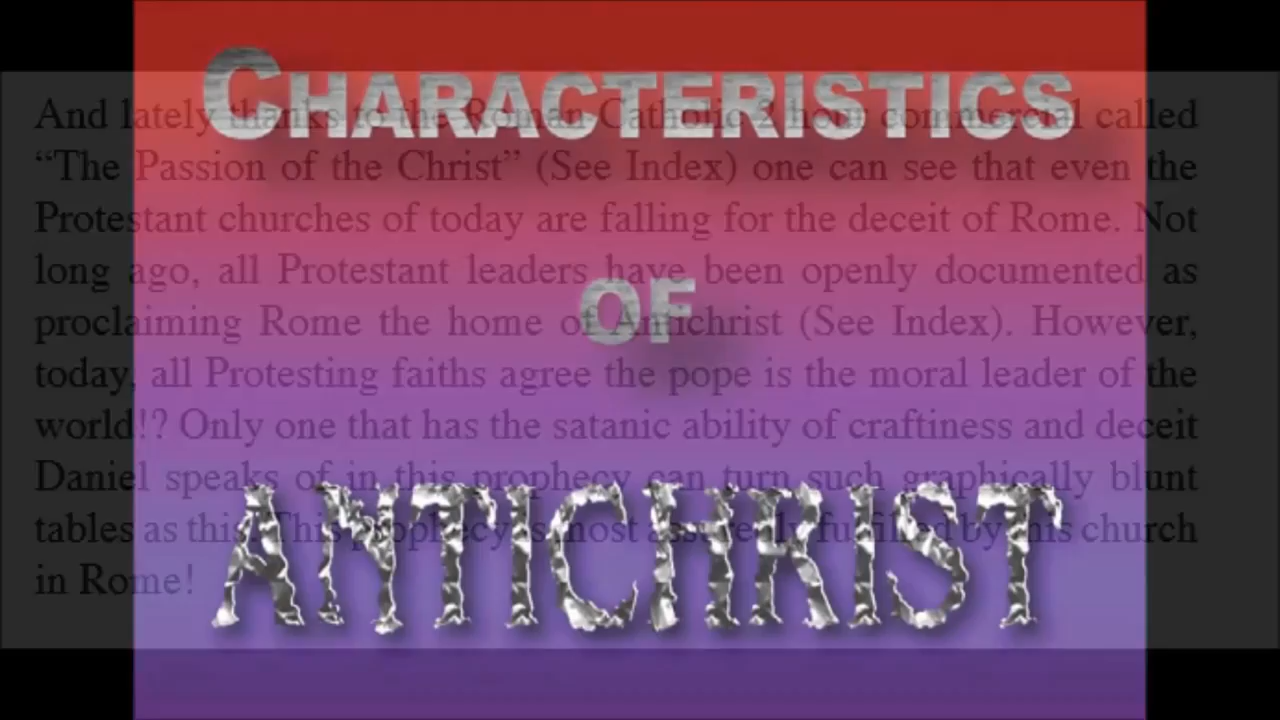 CHARACTERISTICS
OF
ANTICHRIST
And lately thanks to the Roman Catholic 2 hour commercial called
“The Passion of the Christ” (See Index) one can see that even the
Protestant churches of today are falling for the deceit of Rome. Not
long ago, all Protestant leaders have been openly documented as
proclaiming Rome the home of Antichrist (See Index). However,
today, all Protesting faiths agree the pope is the moral leader of the
world!? Only one that has the satanic ability of craftiness and deceit
Daniel speaks of in this prophecy can turn such graphically blunt
tables as this. This prophecy is most assuredly fulfilled by this church
in Rome!